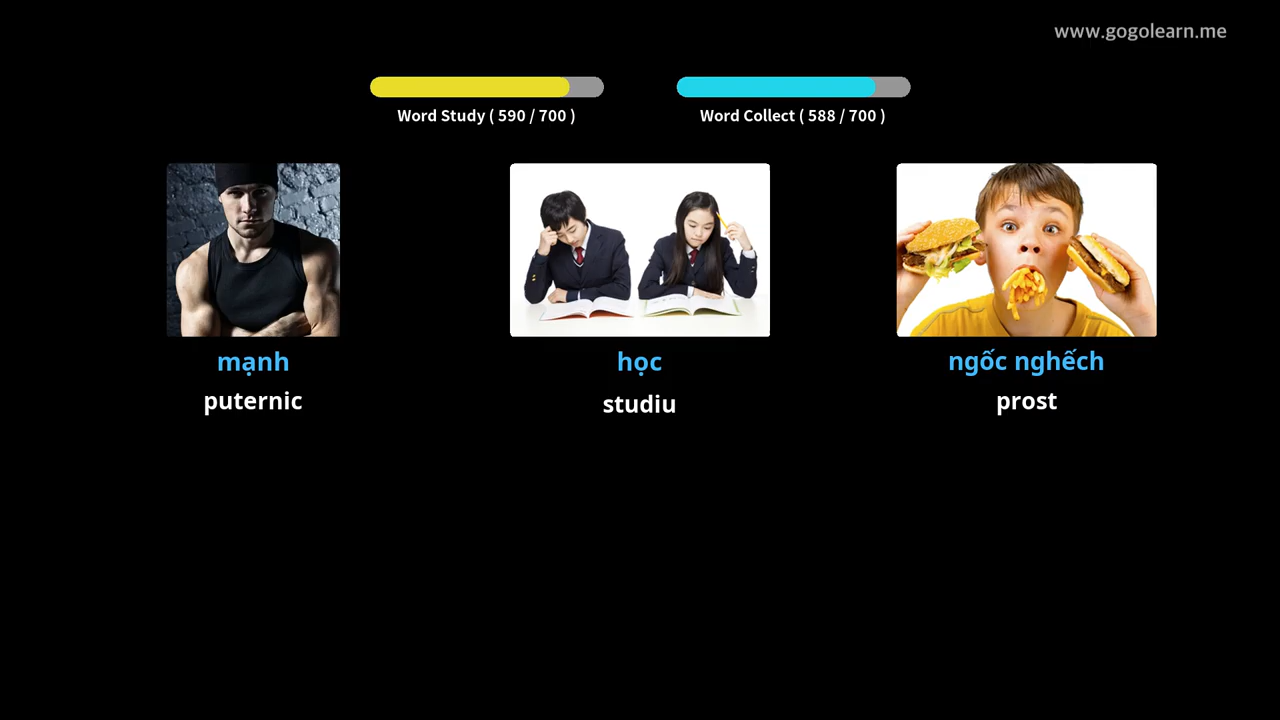 www.gogolearn.me
Word Study ( 590 / 700 )
Word Collect ( 588 / 700 )
mạnh
học
ngốc nghếch
puternic
studiu
prost